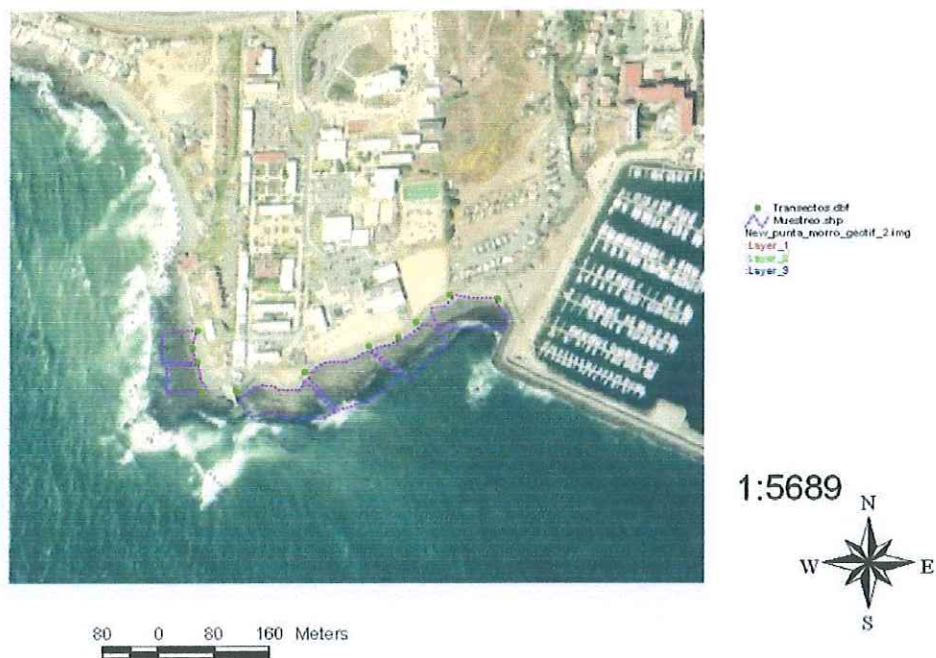 Transectos.dbf
Muestreo.shp
New_punta_morro_geotif_2.img
:Layer_1
:Layer_2
:Layer_3
1:5689
N
W E
S
80 0 80 160 Meters